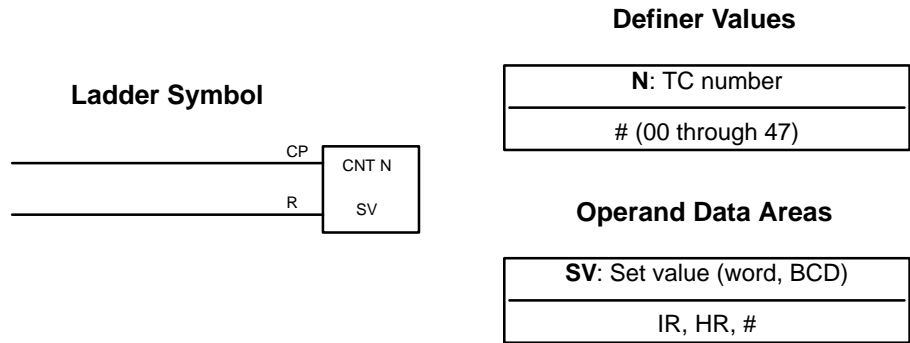 Definer Values
N: TC number
# (00 through 47)
Ladder Symbol
CP
CNT N
R
SV
Operand Data Areas
SV: Set value (word, BCD)
IR, HR, #